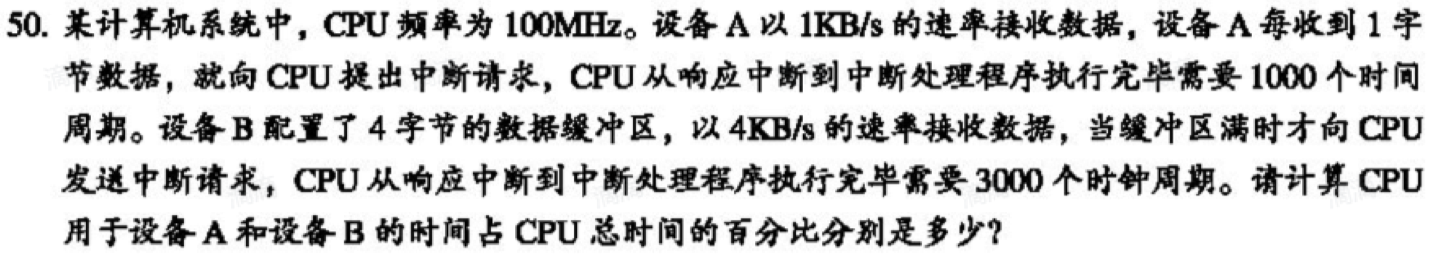 50. 某计算机系统中，CPU 频率为 100MHz。设备 A 以 1KB/s 的速率接收数据，设备 A 每收到 1 字
节数据，就向 CPU 提出中断请求，CPU 从响应中断到中断处理程序执行完毕需要 1000 个时间
周期。设备 B 配置了 4 字节的数据缓冲区，以 4KB/s 的速率接收数据，当缓冲区满时才向 CPU
发送中断请求，CPU 从响应中断到中断处理程序执行完毕需要 3000 个时钟周期。请计算 CPU
用于设备 A 和设备 B 的时间占 CPU 总时间的百分比分别是多少？